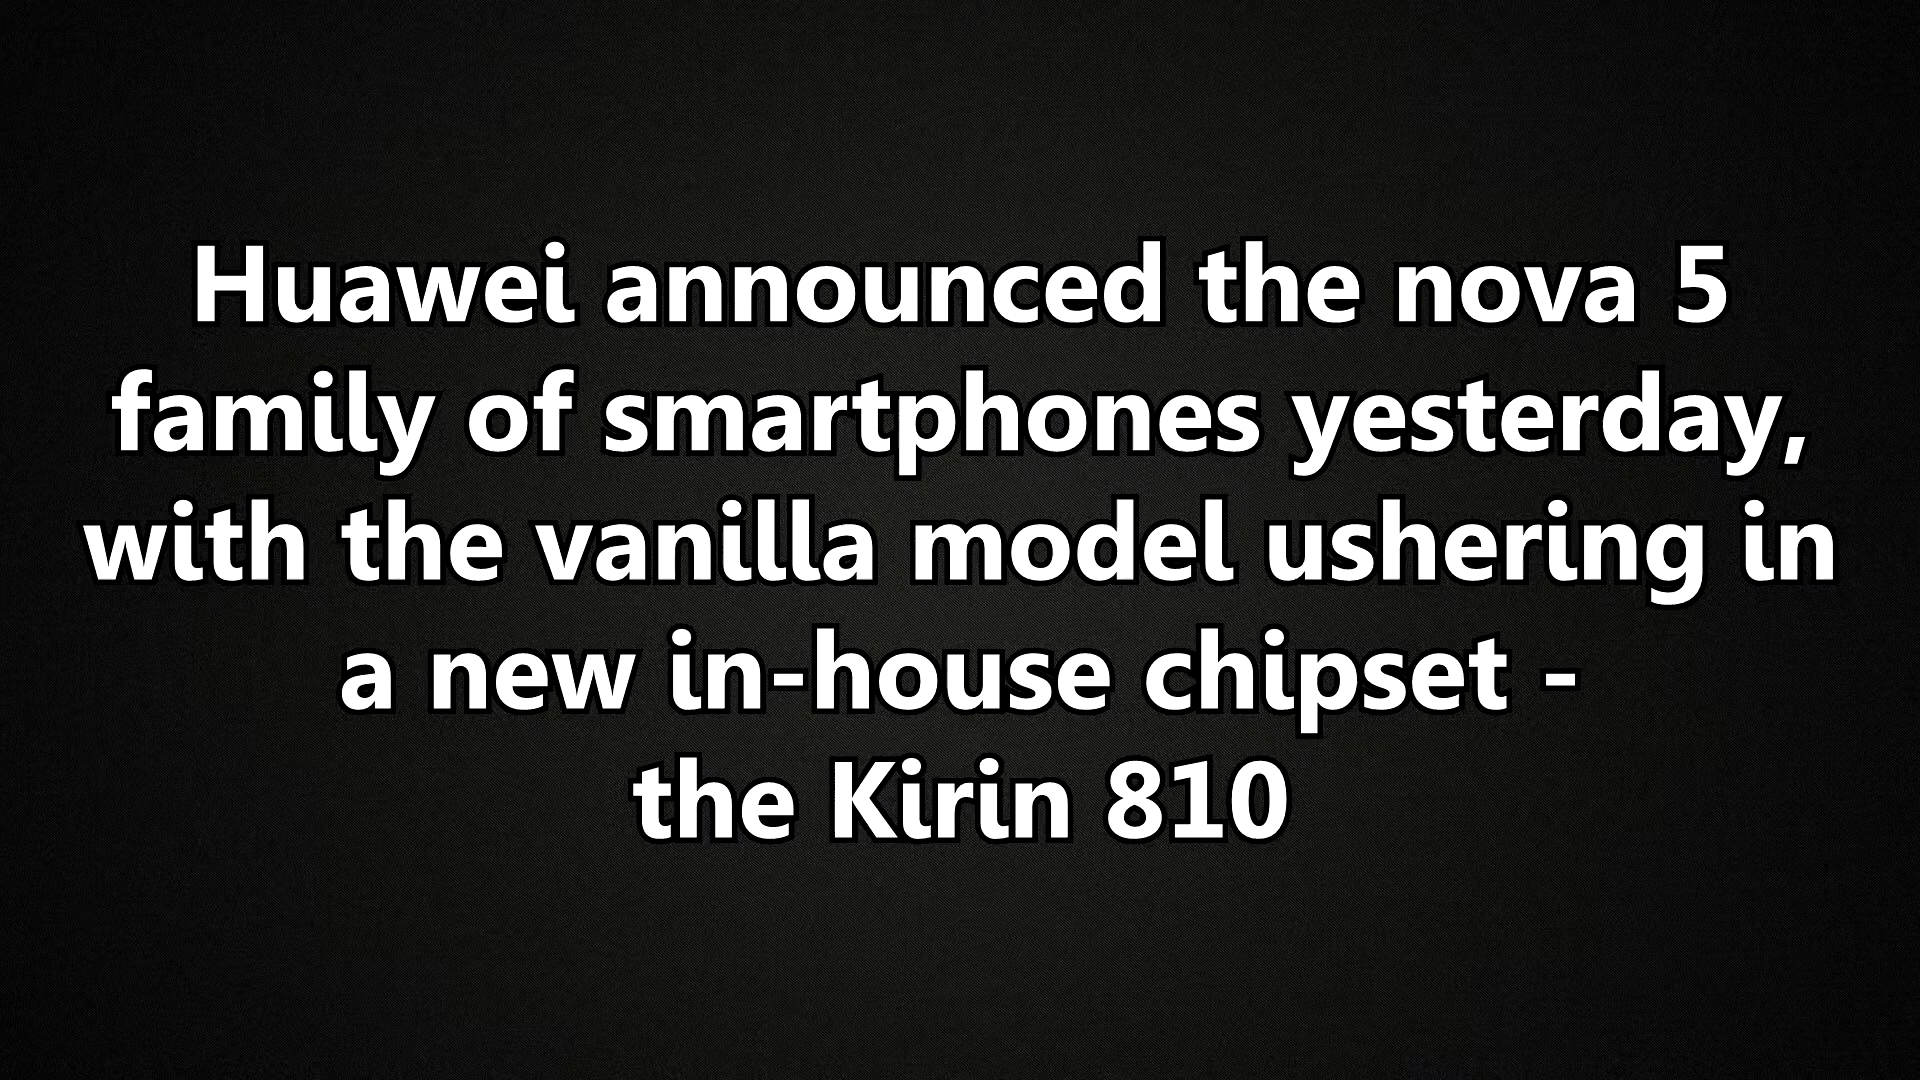 Huawei announced the nova 5
family of smartphones yesterday,
with the vanilla model ushering in
a new in-house chipset -
the Kirin 810